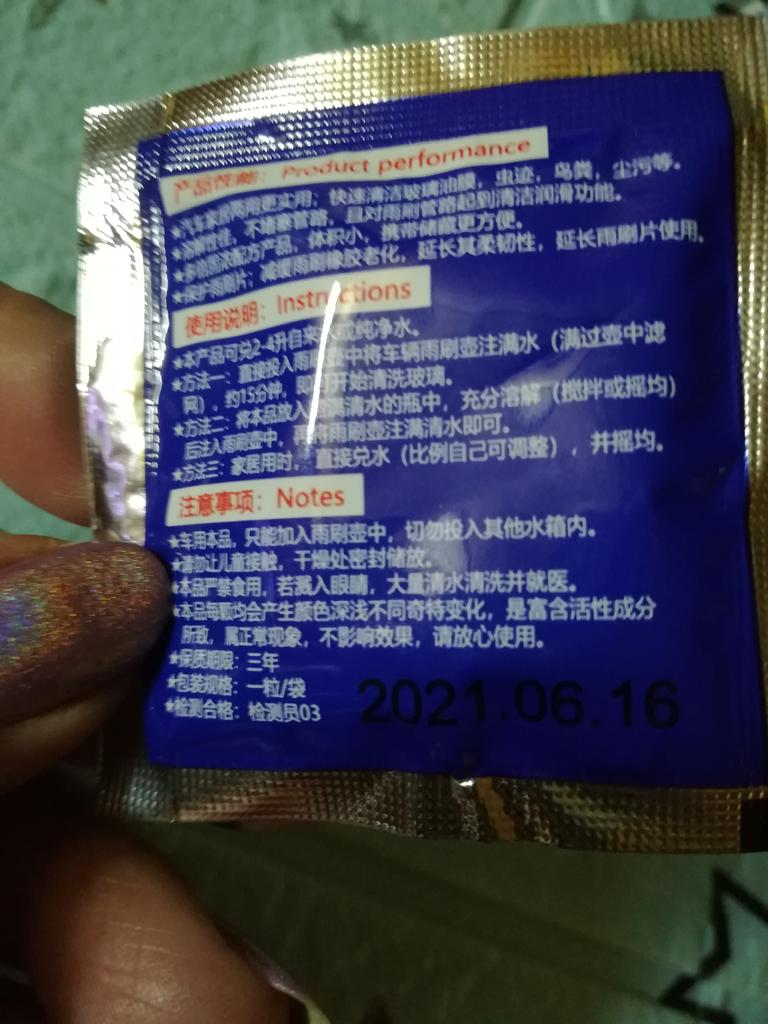 产品性能：Product performance
★汽车家居两用更实用；快速清洁玻璃油膜，虫迹，鸟粪，尘污等。
★溶解性佳，不堵塞管路，且对雨刷管路起到清洁润滑功能。
★多倍浓缩配方产品，体积小，携带储藏更方便。
★保护雨刷片；减缓雨刷橡胶老化，延长其柔韧性，延长雨刷片使用。
使用说明：Instructions
★本产品可兑2-4升自来水或纯净水。
★方法一：直接投入雨刷壶中将车辆雨刷壶注满水（满过壶中滤
网），约15分钟，即可开始清洗玻璃。
★方法二：将本品放入装满清水的瓶中，充分溶解（搅拌或摇均）
后注入雨刷壶中，再将雨刷壶注满清水即可。
★方法三：家居用时，直接兑水（比例自己可调整），并摇均。
注意事项：Notes
★车用本品，只能加入雨刷壶中，切勿投入其他水箱内。
★请勿让儿童接触，干燥处密封储放。
★本品严禁食用，若溅入眼睛，大量清水清洗并就医。
★本品每颗均会产生颜色深浅不同奇特变化，是富含活性成分
所致，属正常现象，不影响效果，请放心使用。
★保质期限：三年
★包装规格：一粒/袋
★检测合格：检测员03
2021.06.16